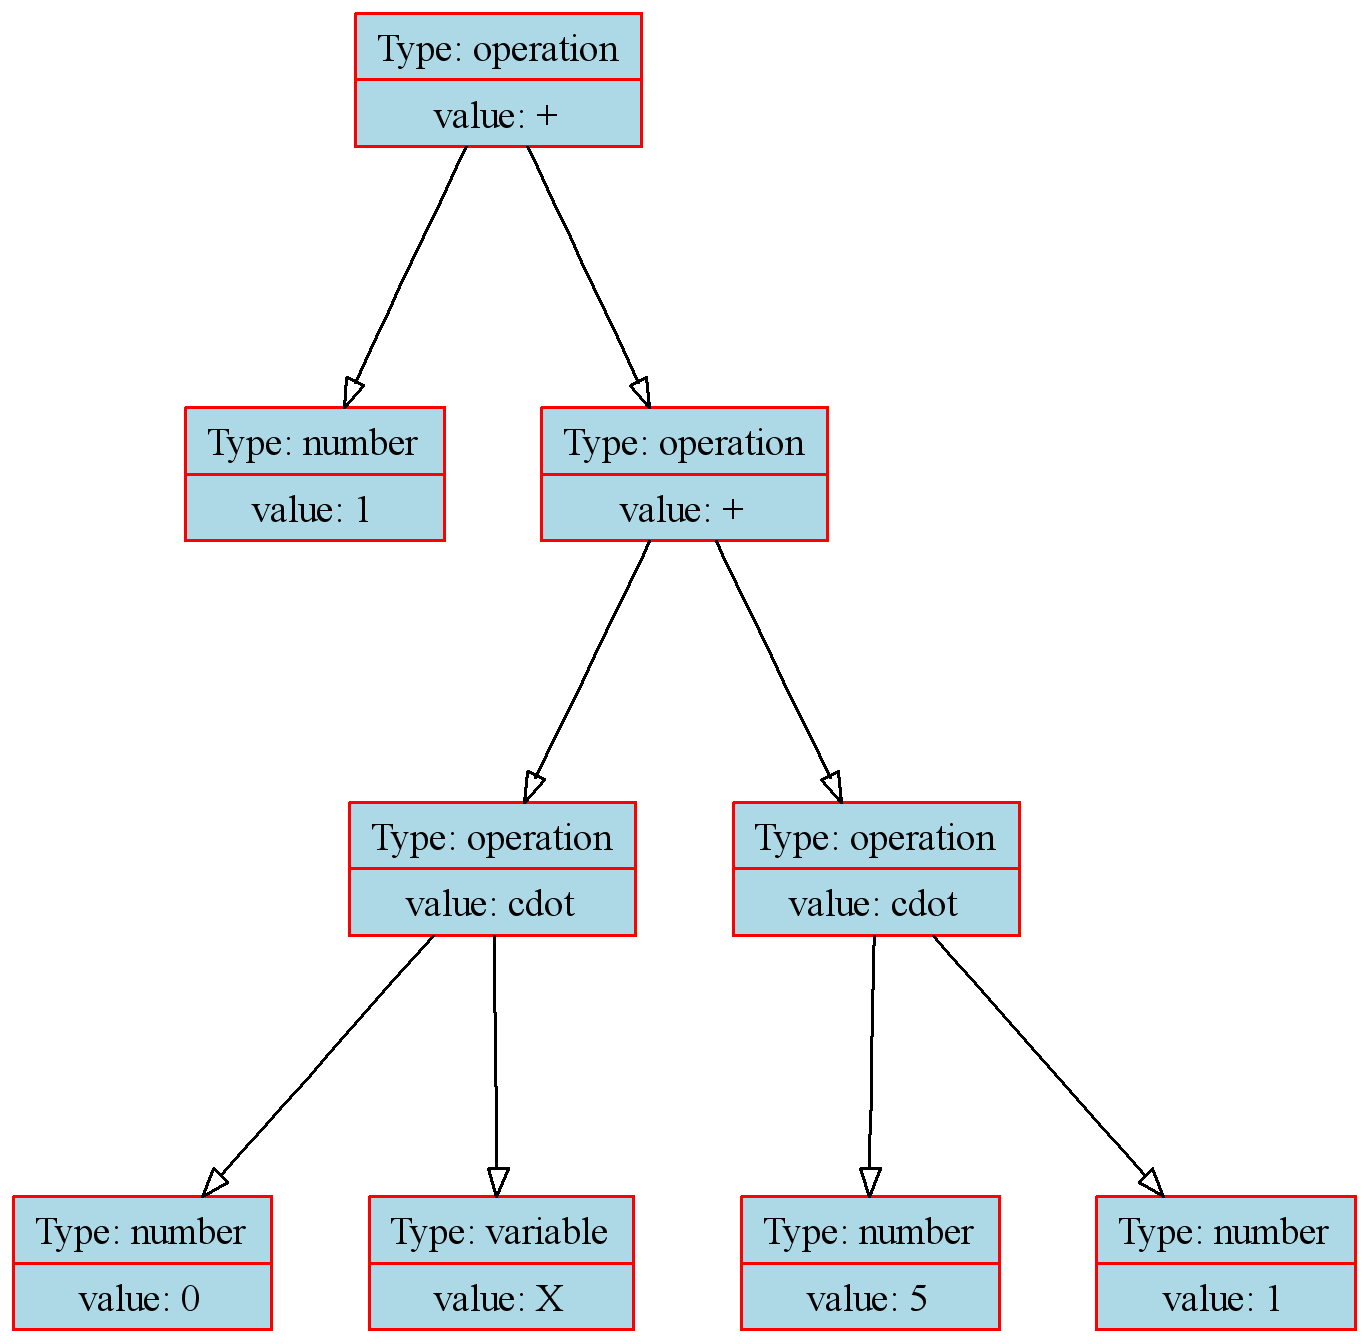 Type: operation
value: +
Type: number
value: 1
Type: operation
value: +
Type: operation
value: cdot
Type: operation
value: cdot
Type: number
value: 0
Type: variable
value: X
Type: number
value: 5
Type: number
value: 1